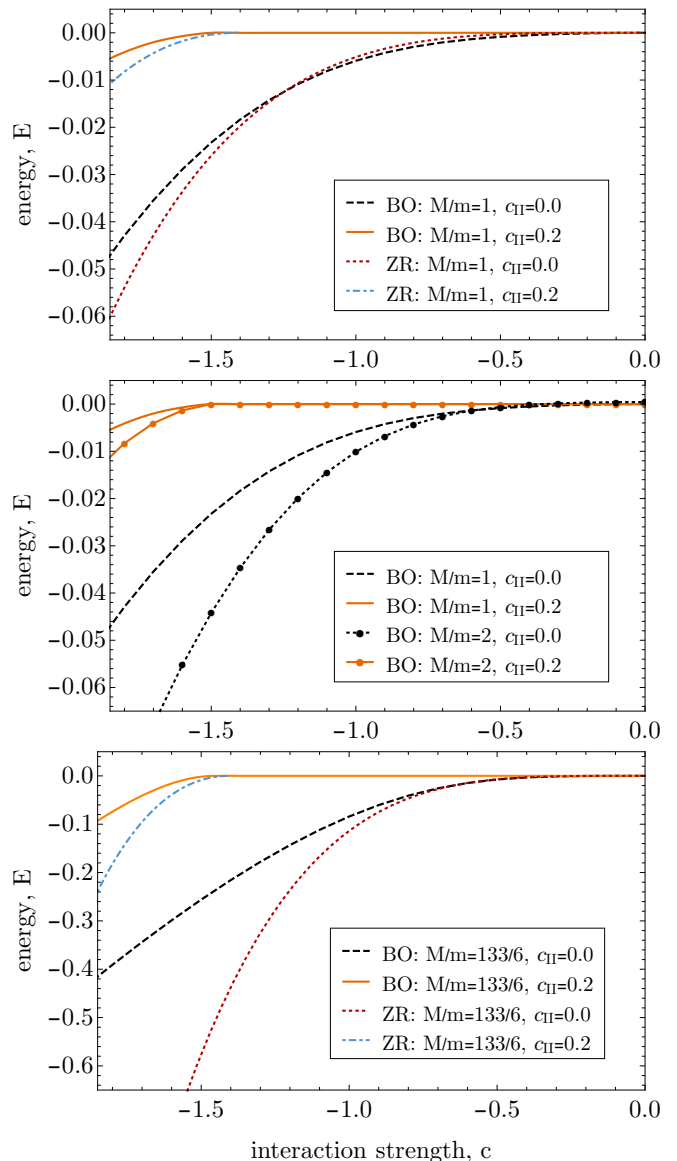 0.00
−0.01
−0.02
−0.03
−0.04
−0.05
−0.06
energy, E
BO: M/m=1, cII=0.0
BO: M/m=1, cII=0.2
ZR: M/m=1, cII=0.0
ZR: M/m=1, cII=0.2
−1.5 −1.0 −0.5 0.0
0.00
−0.01
−0.02
−0.03
−0.04
−0.05
−0.06
energy, E
BO: M/m=1, cII=0.0
BO: M/m=1, cII=0.2
BO: M/m=2, cII=0.0
BO: M/m=2, cII=0.2
−1.5 −1.0 −0.5 0.0
0.0
−0.1
−0.2
−0.3
−0.4
−0.5
−0.6
energy, E
BO: M/m=133/6, cII=0.0
BO: M/m=133/6, cII=0.2
ZR: M/m=133/6, cII=0.0
ZR: M/m=133/6, cII=0.2
−1.5 −1.0 −0.5 0.0
interaction strength, c